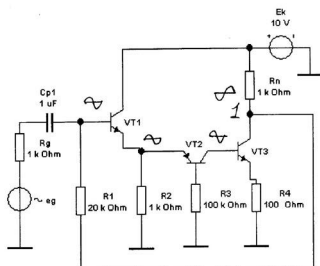 Ek
10 V
Rn
1 k Ohm
1
Cp1
1 uF
VT1
Rg
1 k Ohm
VT2
VT3
eg
R1
20 k Ohm
R2
1 k Ohm
R3
100 k Ohm
R4
100 Ohm